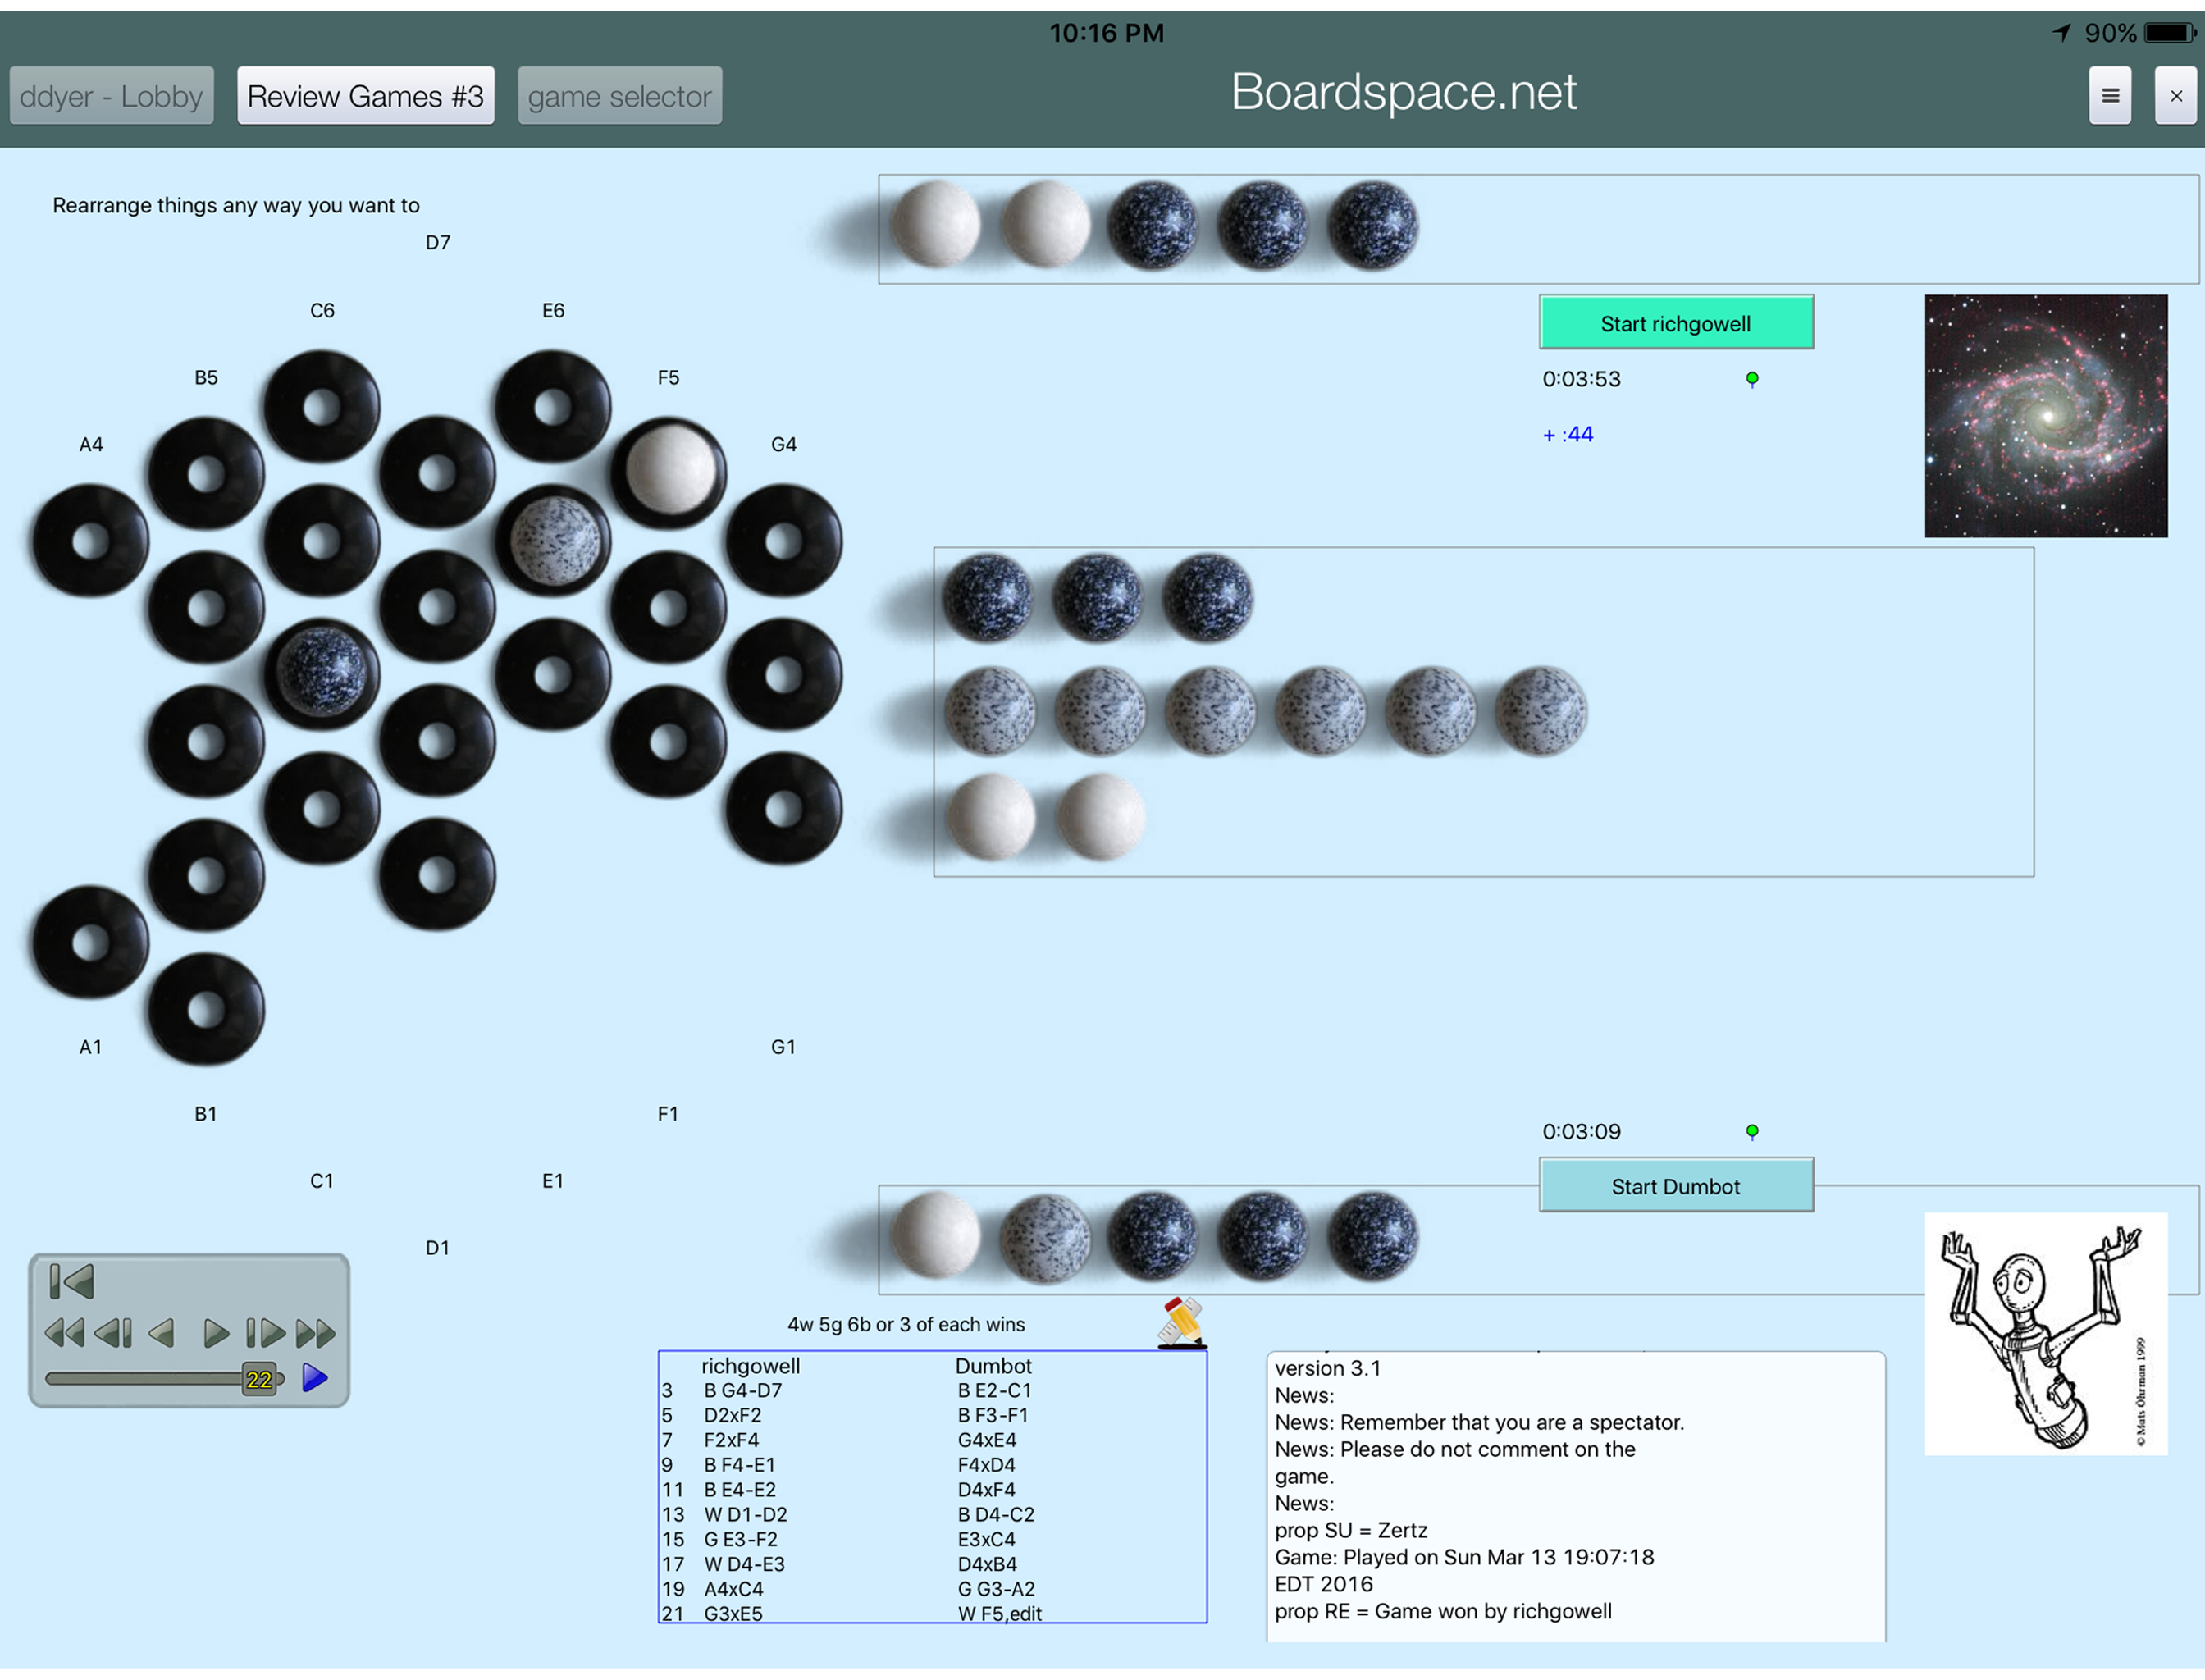 10:16 PM
90%
ddyer - Lobby
Review Games #3
game selector
Boardspace.net
Rearrange things any way you want to
D7
C6
E6
B5
F5
A4
G4
Start richgowell
0:03:53
+ :44
A1
G1
B1
F1
C1
E1
D1
0:03:09
Start Dumbot
22
4w 5g 6b or 3 of each wins
richgowell Dumbot
3 B G4-D7 B E2-C1
5 D2xF2 B F3-F1
7 F2xF4 G4xE4
9 B F4-E1 F4xD4
11 B E4-E2 D4xF4
13 W D1-D2 B D4-C2
15 G E3-F2 E3xC4
17 W D4-E3 D4xB4
19 A4xC4 G G3-A2
21 G3xE5 W F5,edit
version 3.1
News:
News: Remember that you are a spectator.
News: Please do not comment on the
game.
News:
prop SU = Zertz
Game: Played on Sun Mar 13 19:07:18
EDT 2016
prop RE = Game won by richgowell
© Mats Öhrman 1999